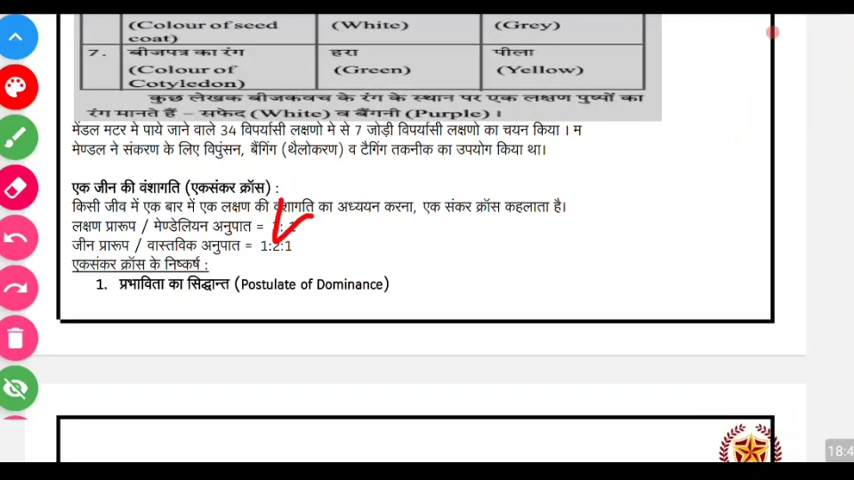 (Colour of seed coat) (White) (Grey)
7. बीजपत्र का रंग हरा पीला
(Colour of (Green) (Yellow)
Cotyledon)
कुछ लेखक बीजकवच के रंग के स्थान पर एक लक्षण पुष्पों का
रंग मानते हैं – सफेद (White) व बैंगनी (Purple) ।
मेंडल मटर मे पाये जाने वाले 34 विपर्यासी लक्षणो मे से 7 जोड़ी विपर्यासी लक्षणो का चयन किया । म
मेण्डल ने संकरण के लिए विपुंसन, बैंगिंग (थैलोकरण) व टैगिंग तकनीक का उपयोग किया था।
एक जीन की वंशागति (एकसंकर क्रॉस) :
किसी जीव में एक बार में एक लक्षण की वंशागति का अध्ययन करना, एक संकर क्रॉस कहलाता है।
लक्षण प्रारूप / मेण्डेलियन अनुपात =
जीन प्रारूप / वास्तविक अनुपात = 1:2:1
एकसंकर क्रॉस के निष्कर्ष :
1. प्रभाविता का सिद्धान्त (Postulate of Dominance)
18:4